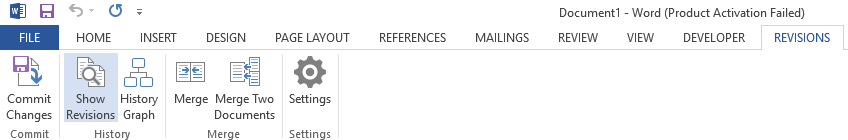 Document1 - Word (Product Activation Failed)
FILE HOME INSERT DESIGN PAGE LAYOUT REFERENCES MAILINGS REVIEW VIEW DEVELOPER REVISIONS
Commit Show History Merge Merge Two Settings
Changes Revisions Graph Documents
Commit History Merge Settings